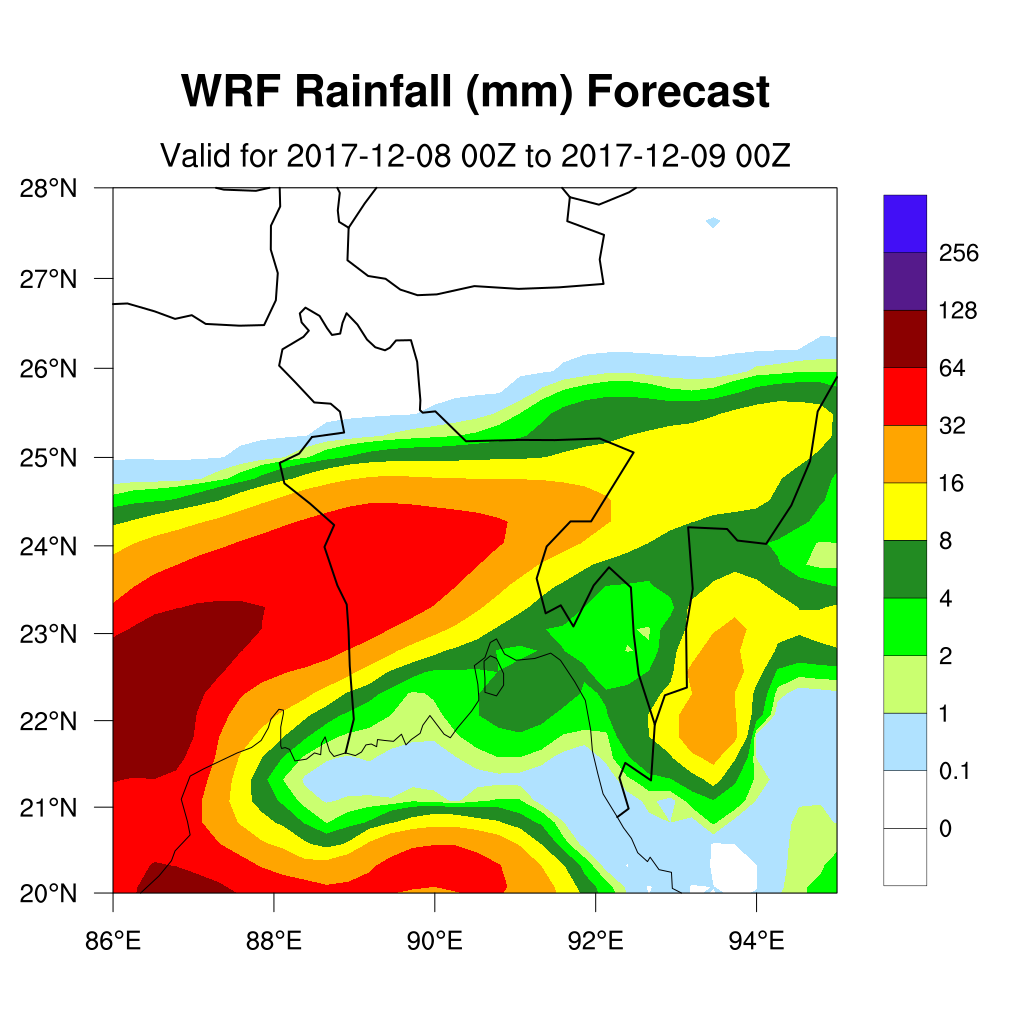 WRF Rainfall (mm) Forecast
Valid for 2017-12-08 00Z to 2017-12-09 00Z
28°N
27°N
26°N
25°N
24°N
23°N
22°N
21°N
20°N
86°E 88°E 90°E 92°E 94°E
256
128
64
32
16
8
4
2
1
0.1
0